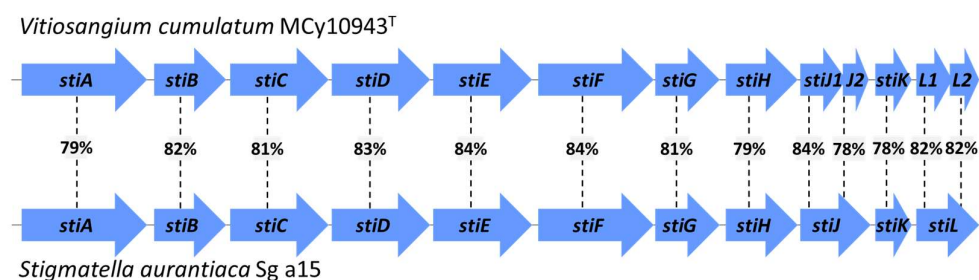 Vitiosangium cumulatum MCy10943ᵀ
stiA stiB stiC stiD stiE stiF stiG stiH stiJ1 J2 stiK L1 L2
79% 82% 81% 83% 84% 84% 81% 79% 84% 78% 78% 82% 82%
stiA stiB stiC stiD stiE stiF stiG stiH stiJ stiK stiL
Stigmatella aurantiaca Sg a15